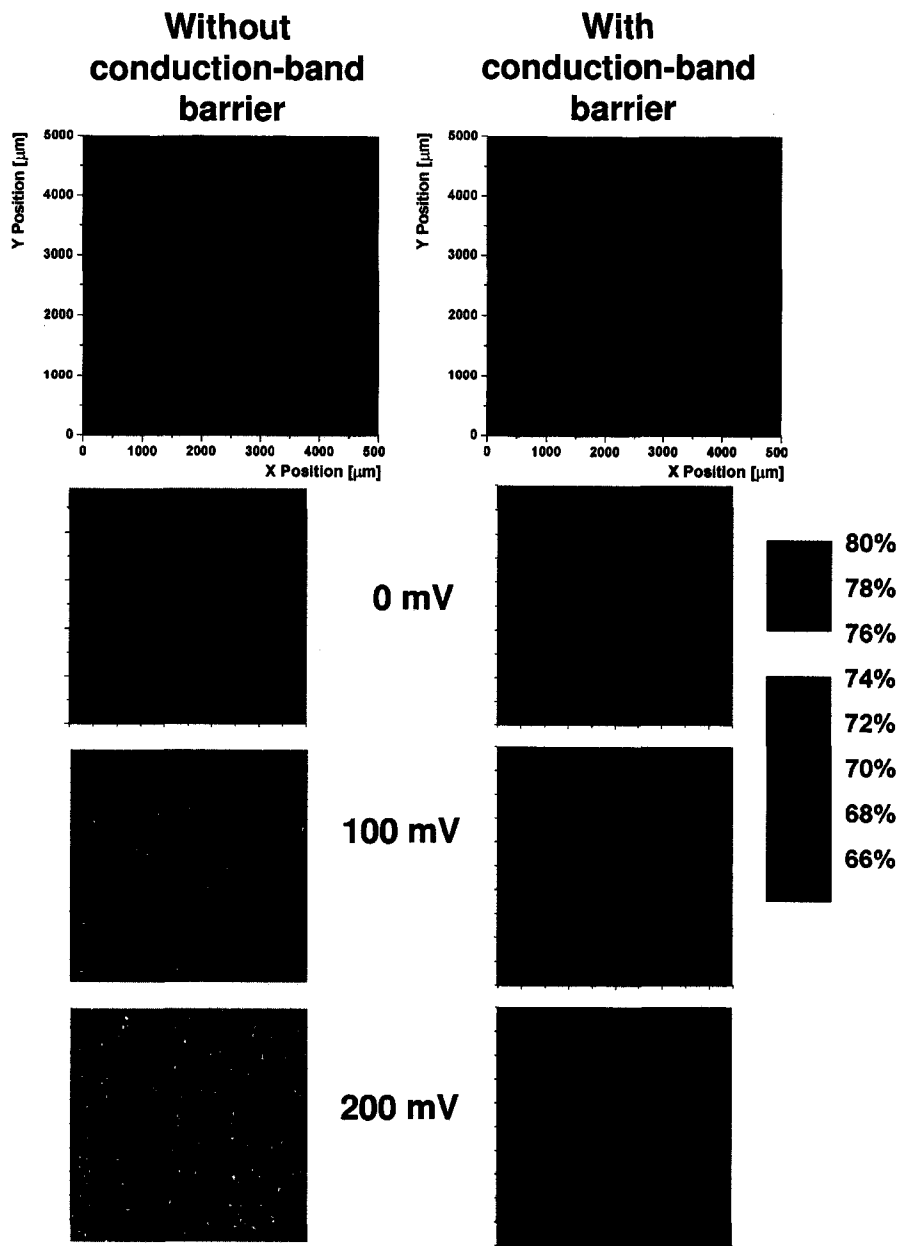 Without
conduction-band
barrier
With
conduction-band
barrier
Y Position [μm]
5000
4000
3000
2000
1000
0
0 1000 2000 3000 4000 500
X Position [μm]
Y Position [μm]
5000
4000
3000
2000
1000
0
0 1000 2000 3000 4000 500
X Position [μm]
0 mV
80%
78%
76%
74%
72%
70%
68%
66%
100 mV
200 mV